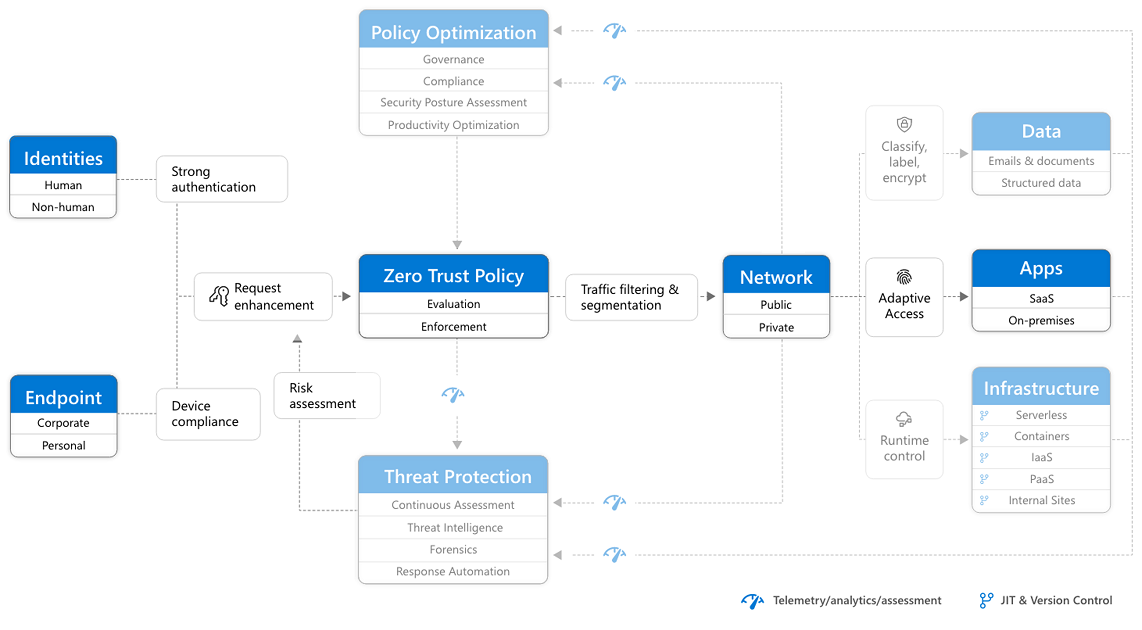 Policy Optimization
Governance
Compliance
Security Posture Assessment
Productivity Optimization
Identities
Human
Non-human
Strong
authentication
Request
enhancement
Zero Trust Policy
Evaluation
Enforcement
Traffic filtering &
segmentation
Network
Public
Private
Classify,
label,
encrypt
Data
Emails & documents
Structured data
Adaptive
Access
Apps
SaaS
On-premises
Endpoint
Corporate
Personal
Device
compliance
Risk
assessment
Runtime
control
Infrastructure
Serverless
Containers
IaaS
PaaS
Internal Sites
Threat Protection
Continuous Assessment
Threat Intelligence
Forensics
Response Automation
Telemetry/analytics/assessment
JIT & Version Control